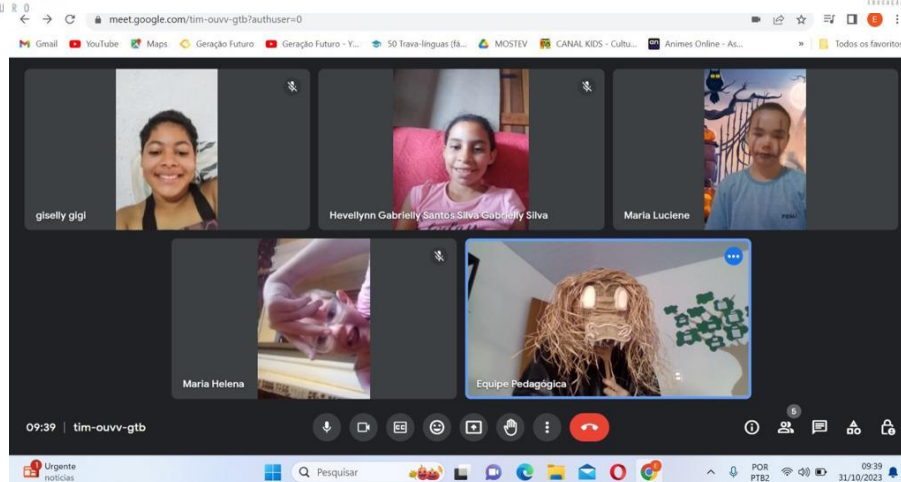 URO
meet.google.com/tim-ouvv-gtb?authuser=0
Gmail
YouTube
Maps
Geração Futuro
Geração Futuro - Y...
50 Trava-línguas (fá...
MOSTEV
CANAL KIDS - Cultu...
Animes Online - As...
»
Todos os favoritos
giselly gigi
Hevellynn Gabrielly Santos Silva Gabrielly Silva
Maria Luciene
Maria Helena
Equipe Pedagógica
09:39 | tim-ouvv-gtb
CC
5
1
Urgente
notícias
Pesquisar
POR
PTB2
09:39
31/10/2023